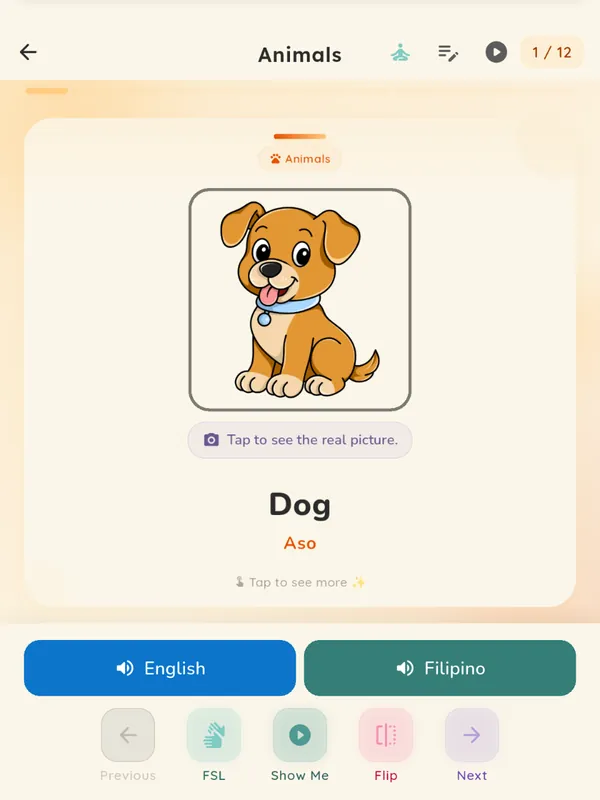 Animals
1 / 12
Animals
Tap to see the real picture.
Dog
Aso
Tap to see more ✨
English
Filipino
Previous
FSL
Show Me
Flip
Next